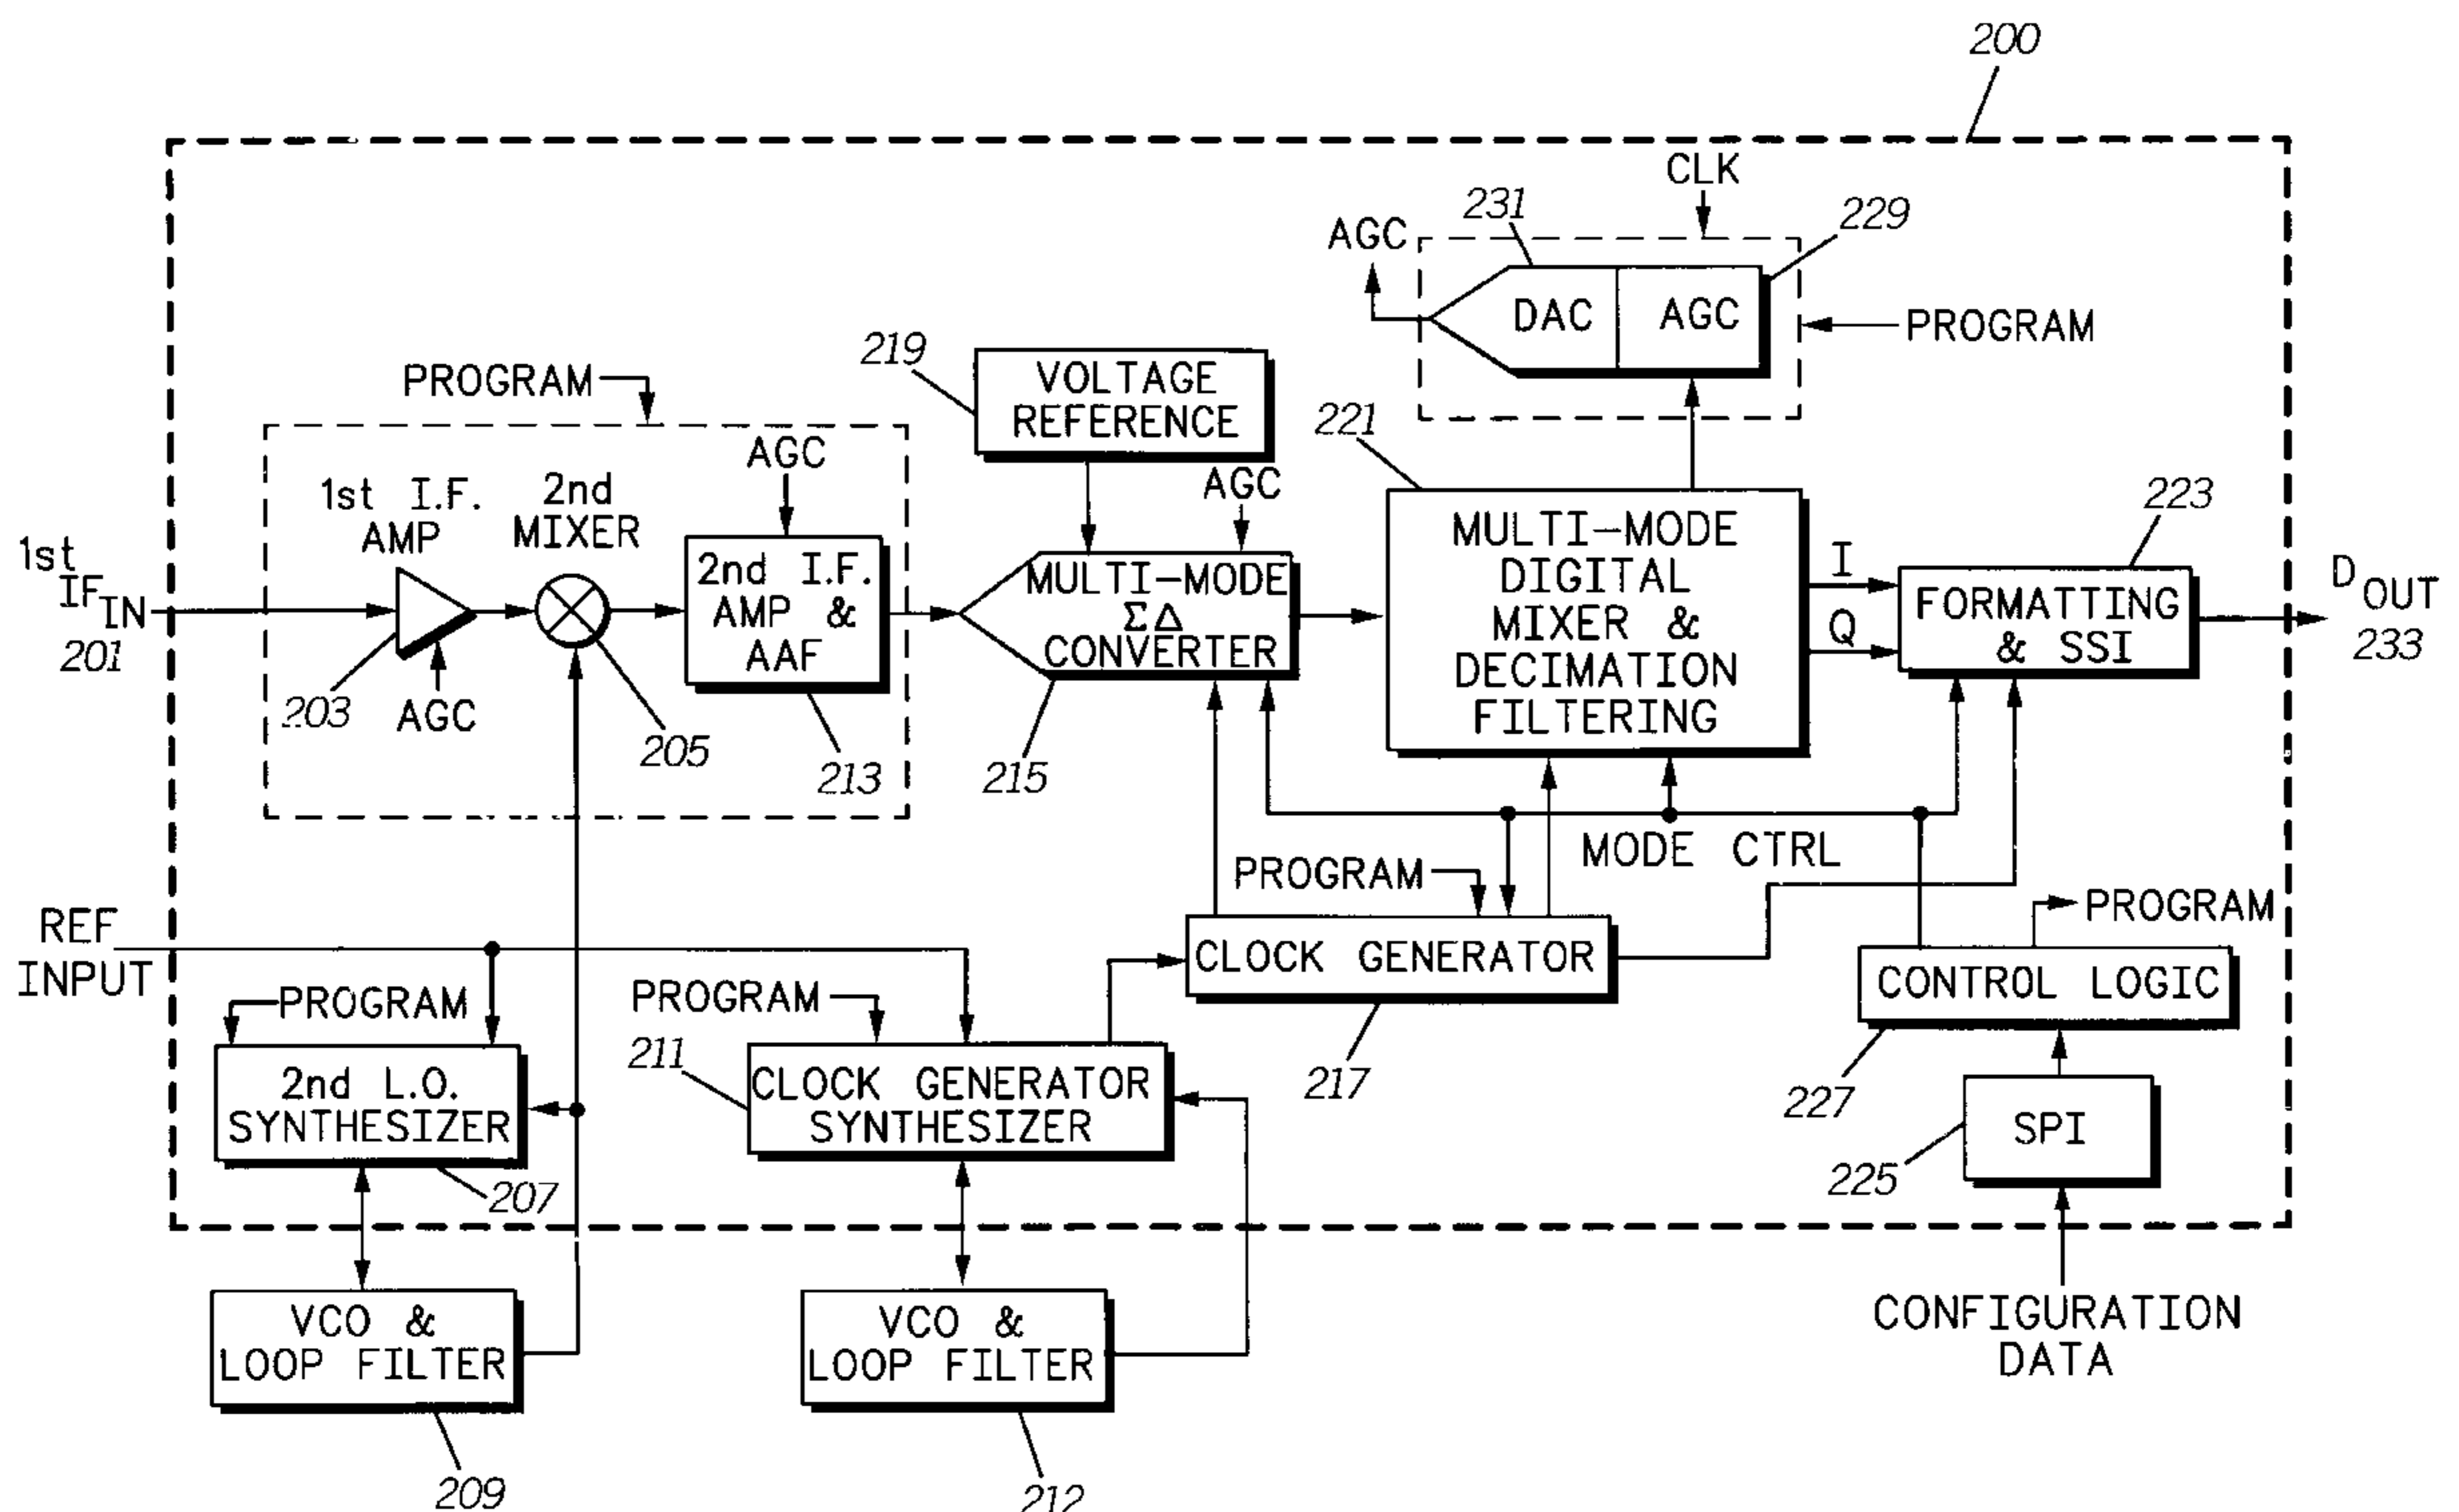 200
CLK
231
229
AGC
DAC
AGC
PROGRAM
219
VOLTAGE
REFERENCE
PROGRAM
221
AGC
AGC
1st I.F.
AMP
2nd
MIXER
223
1st
IF IN
201
2nd I.F.
AMP &
AAF
MULTI-MODE
ΣΔ
CONVERTER
MULTI-MODE
DIGITAL
MIXER &
DECIMATION
FILTERING
I
Q
FORMATTING
& SSI
D OUT
233
203
AGC
205
213
215
MODE CTRL
PROGRAM
PROGRAM
REF
INPUT
CLOCK GENERATOR
CONTROL LOGIC
PROGRAM
PROGRAM
211
217
227
2nd L.O.
SYNTHESIZER
CLOCK GENERATOR
SYNTHESIZER
SPI
225
207
VCO &
LOOP FILTER
VCO &
LOOP FILTER
CONFIGURATION
DATA
209
212